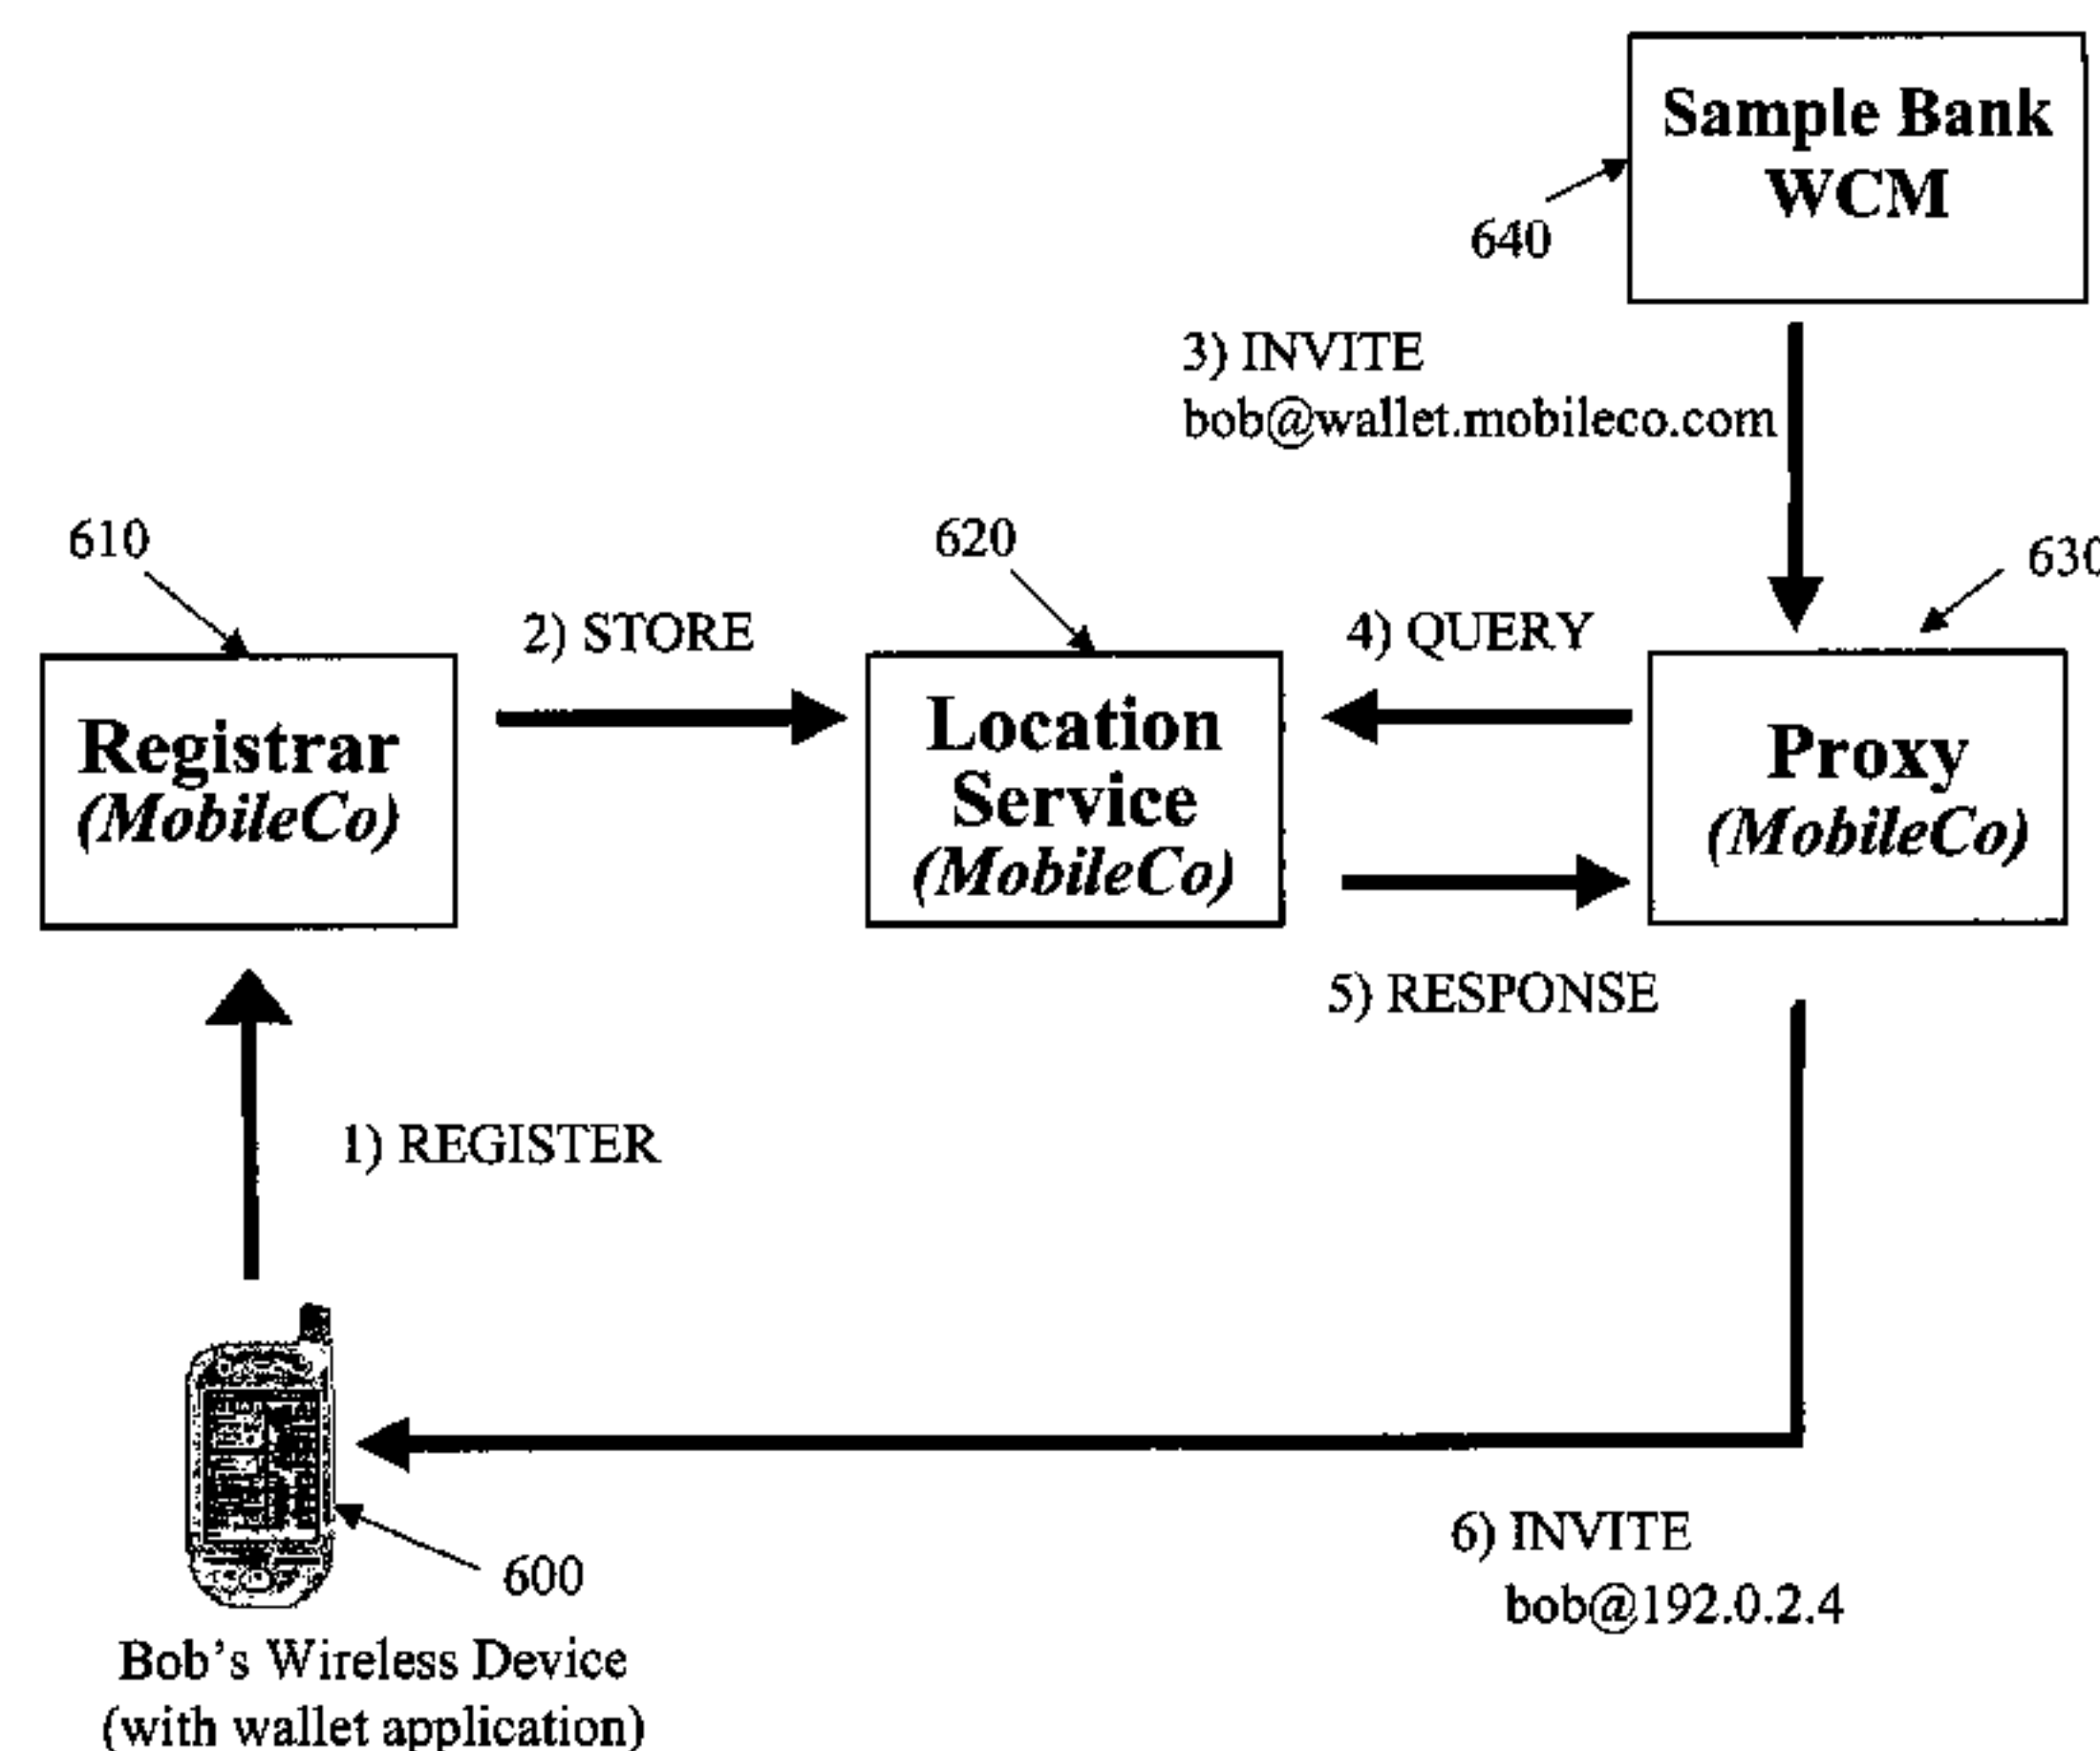 Sample Bank
WCM
640
3) INVITE
bob@wallet.mobileco.com
610
620
630
2) STORE
4) QUERY
Registrar
(MobileCo)
Location
Service
(MobileCo)
Proxy
(MobileCo)
5) RESPONSE
1) REGISTER
600
6) INVITE
bob@192.0.2.4
Bob's Wireless Device
(with wallet application)